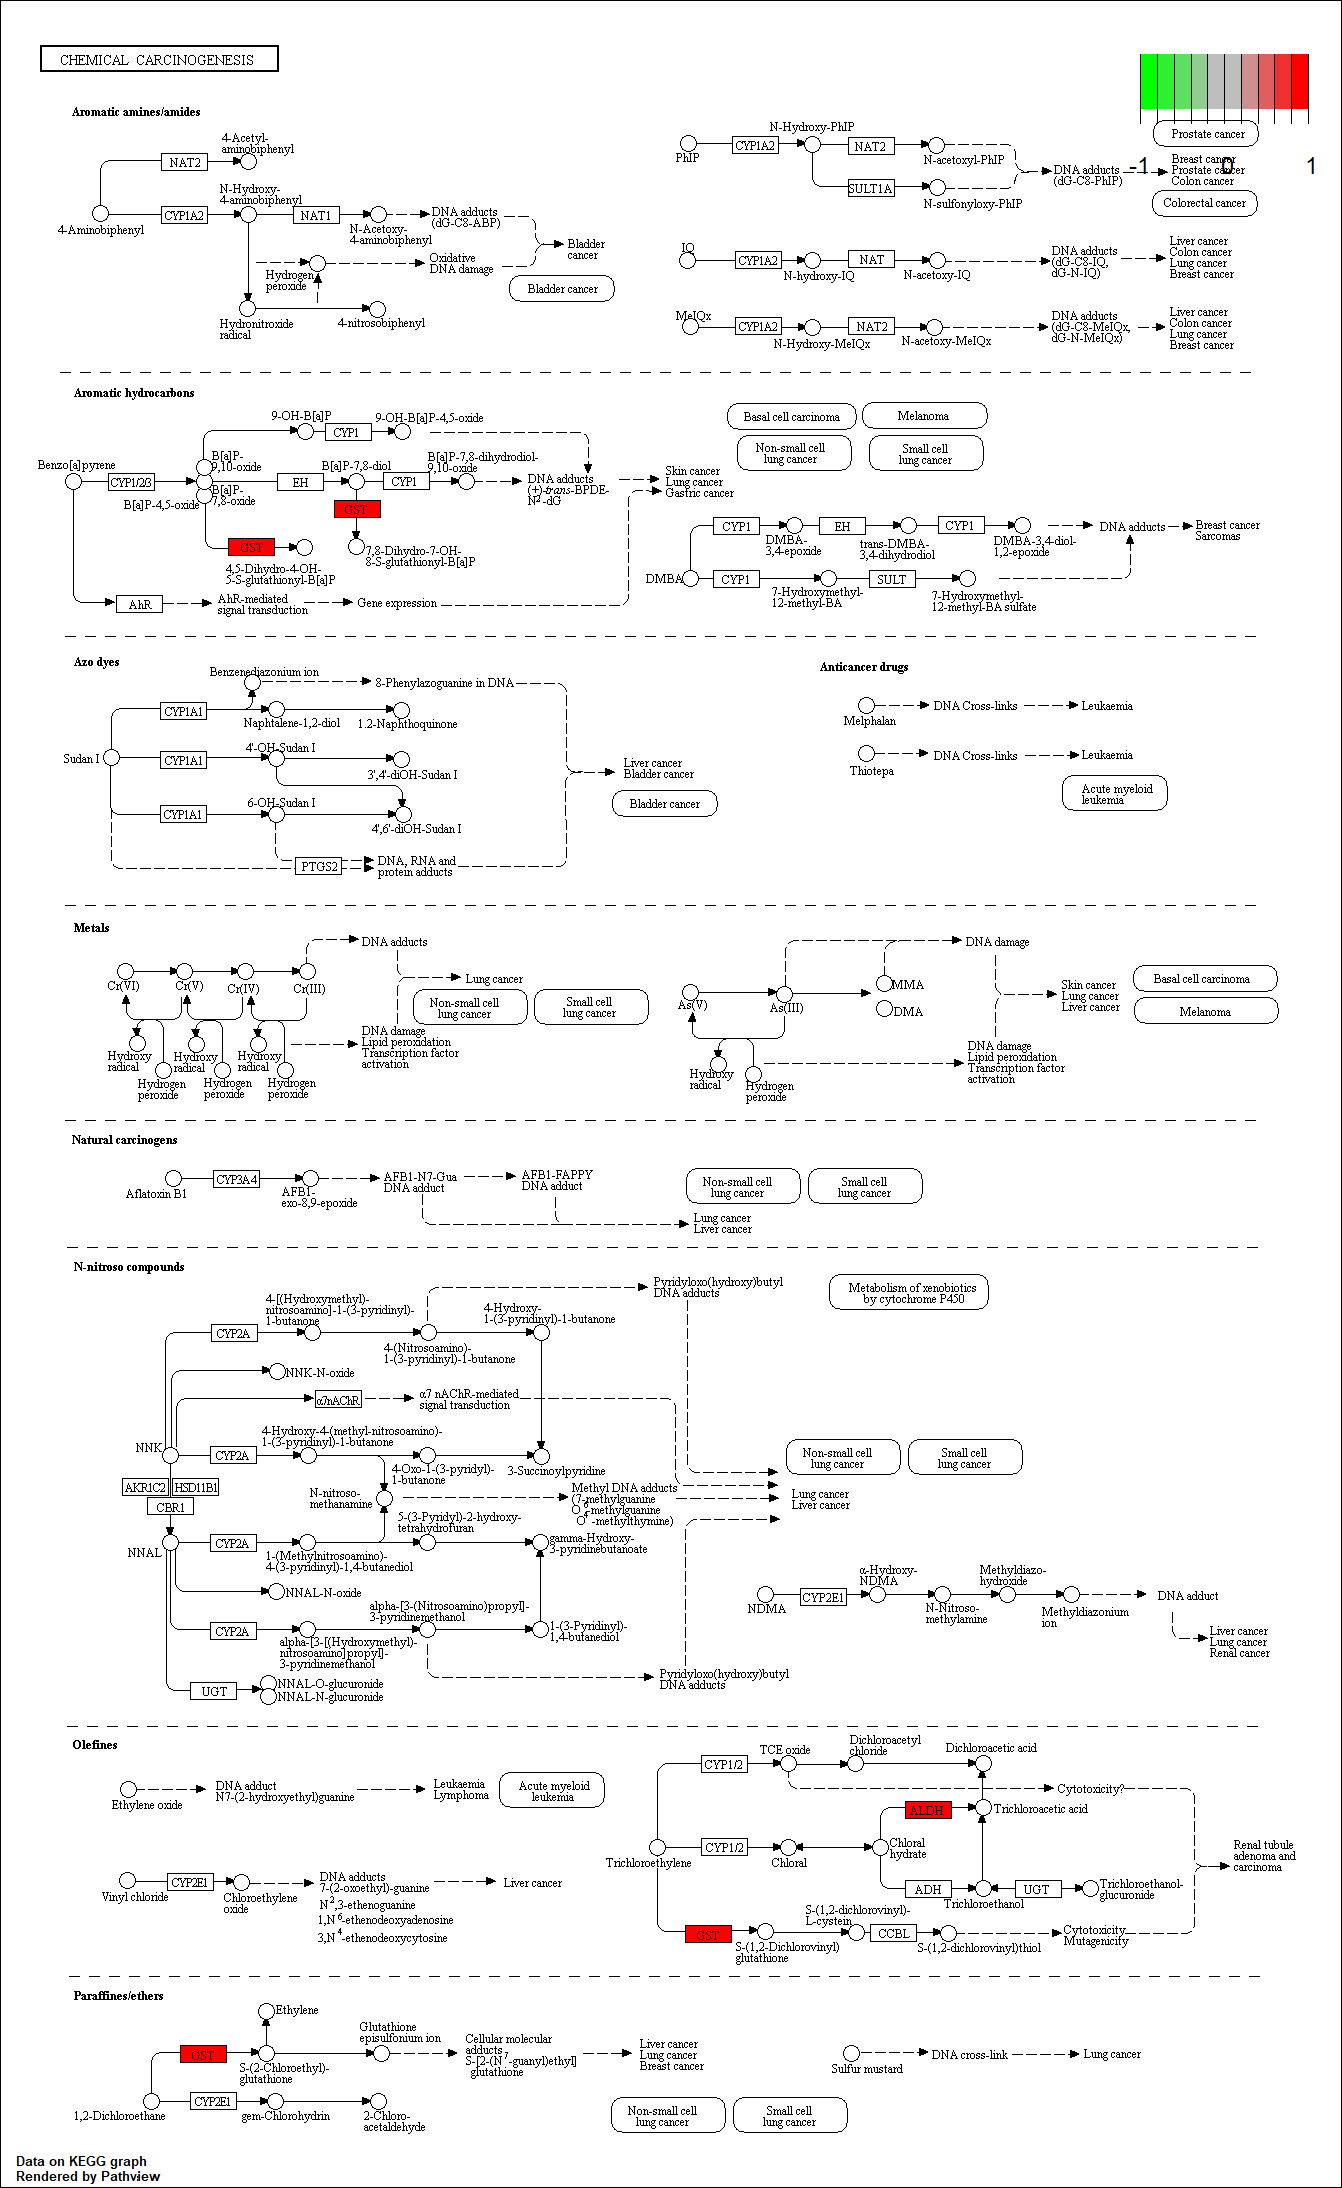 CHEMICAL CARCINOGENESIS
-1
0
1
Aromatic amines/amides
4-Acetyl-
aminobiphenyl
NAT2
N-Hydroxy-
4-aminobiphenyl
CYP1A2
NAT1
4-Aminobiphenyl
N-Acetoxy-
4-aminobiphenyl
DNA adducts
(dG-C8-ABP)
Oxidative
DNA damage
Bladder
cancer
Bladder cancer
Hydrogen
peroxide
Hydronitroxide
radical
4-nitrosobiphenyl
N-Hydroxy-PhIP
PhIP
CYP1A2
NAT2
SULT1A
N-acetoxyl-PhIP
N-sulfonyloxy-PhIP
DNA adducts
(dG-C8-PhIP)
Prostate cancer
Breast cancer
Prostate cancer
Colon cancer
Colorectal cancer
IQ
CYP1A2
NAT
N-hydroxy-IQ
N-acetoxy-IQ
DNA adducts
(dG-C8-IQ,
dG-N-IQ)
Liver cancer
Colon cancer
Lung cancer
Breast cancer
MeIQx
CYP1A2
NAT2
N-Hydroxy-MeIQx
N-acetoxy-MeIQx
DNA adducts
(dG-C8-MeIQx,
dG-N-MeIQx)
Liver cancer
Colon cancer
Lung cancer
Breast cancer
Aromatic hydrocarbons
9-OH-B[a]P
CYP1
9-OH-B[a]P-4,5-oxide
Benzo[a]pyrene
CYP1/2/3
B[a]P-
9,10-oxide
B[a]P-
7,8-oxide
B[a]P-4,5-oxide
EH
B[a]P-7,8-diol
CYP1
B[a]P-7,8-dihydrodiol-
9,10-oxide
DNA adducts
(+)-trans-BPDE-
N2-dG
GST
GST
7,8-Dihydro-7-OH-
8-S-glutathionyl-B[a]P
4,5-Dihydro-4-OH-
5-S-glutathionyl-B[a]P
AhR
AhR-mediated
signal transduction
Gene expression
Skin cancer
Lung cancer
Gastric cancer
Basal cell carcinoma
Melanoma
Non-small cell
lung cancer
Small cell
lung cancer
DMBA
CYP1
DMBA-
3,4-epoxide
EH
trans-DMBA-
3,4-dihydrodiol
CYP1
DMBA-3,4-diol-
1,2-epoxide
DNA adducts
Breast cancer
Sarcomas
CYP1
7-Hydroxymethyl-
12-methyl-BA
SULT
7-Hydroxymethyl-
12-methyl-BA sulfate
Azo dyes
Benzenediazonium ion
8-Phenylazoguanine in DNA
CYP1A1
Naphtalene-1,2-diol
1.2-Naphthoquinone
Sudan I
CYP1A1
4'-OH-Sudan I
3',4'-diOH-Sudan I
CYP1A1
6-OH-Sudan I
4',6'-diOH-Sudan I
PTGS2
DNA, RNA and
protein adducts
Liver cancer
Bladder cancer
Bladder cancer
Anticancer drugs
Melphalan
DNA Cross-links
Leukaemia
Thiotepa
DNA Cross-links
Leukaemia
Acute myeloid
leukemia
Metals
Cr(VI)
Cr(V)
Cr(IV)
Cr(III)
DNA adducts
Lung cancer
Non-small cell
lung cancer
Small cell
lung cancer
DNA damage
Lipid peroxidation
Transcription factor
activation
Hydroxy
radical
Hydroxy
radical
Hydroxy
radical
Hydrogen
peroxide
Hydrogen
peroxide
Hydrogen
peroxide
As(V)
As(III)
MMA
DMA
DNA damage
Hydroxy
radical
Hydrogen
peroxide
DNA damage
Lipid peroxidation
Transcription factor
activation
Skin cancer
Lung cancer
Liver cancer
Basal cell carcinoma
Melanoma
Natural carcinogens
Aflatoxin B1
CYP3A4
AFB1-
exo-8,9-epoxide
AFB1-N7-Gua
DNA adduct
AFB1-FAPPY
DNA adduct
Non-small cell
lung cancer
Small cell
lung cancer
Lung cancer
Liver cancer
N-nitroso compounds
4-[(Hydroxymethyl)-
nitrosoamino]-1-(3-pyridinyl)-
1-butanone
CYP2A
4-(Nitrosoamino)-
1-(3-pyridinyl)-1-butanone
4-Hydroxy-
1-(3-pyridinyl)-1-butanone
Pyridyloxo(hydroxy)butyl
DNA adducts
Metabolism of xenobiotics
by cytochrome P450
NNK-N-oxide
α7nAChR
α7 nAChR-mediated
signal transduction
NNK
CYP2A
4-Hydroxy-4-(methyl-nitrosoamino)-
1-(3-pyridinyl)-1-butanone
4-Oxo-1-(3-pyridyl)-
1-butanone
3-Succinoylpyridine
AKR1C2
HSD11B1
CBR1
N-nitroso-
methanamine
Methyl DNA adducts
(7-methylguanine
O6-methylguanine
O4-methylthymine)
Non-small cell
lung cancer
Small cell
lung cancer
Lung cancer
Liver cancer
NNAL
CYP2A
1-(Methylnitrosoamino)-
4-(3-pyridinyl)-1,4-butanediol
5-(3-Pyridyl)-2-hydroxy-
tetrahydrofuran
gamma-Hydroxy-
3-pyridinebutanoate
NNAL-N-oxide
CYP2A
alpha-[3-[(Hydroxymethyl)-
nitrosoamino]propyl]-
3-pyridinemethanol
alpha-[3-(Nitrosoamino)propyl]-
3-pyridinemethanol
1-(3-Pyridinyl)-
1,4-butanediol
UGT
NNAL-O-glucuronide
NNAL-N-glucuronide
Pyridyloxo(hydroxy)butyl
DNA adducts
NDMA
CYP2E1
α-Hydroxy-
NDMA
N-Nitroso-
methylamine
Methyldiazo-
hydroxide
Methyldiazonium
ion
DNA adduct
Liver cancer
Lung cancer
Renal cancer
Olefines
Ethylene oxide
DNA adduct
N7-(2-hydroxyethyl)guanine
Leukaemia
Lymphoma
Acute myeloid
leukemia
Vinyl chloride
CYP2E1
Chloroethylene
oxide
DNA adducts
7-(2-oxoethyl)-guanine
N2,3-ethenoguanine
1,N6-ethenodeoxyadenosine
3,N4-ethenodeoxycytosine
Liver cancer
Trichloroethylene
CYP1/2
TCE oxide
Dichloroacetyl
chloride
Dichloroacetic acid
Cytotoxicity?
ALDH
Trichloroacetic acid
CYP1/2
Chloral
Chloral
hydrate
ADH
Trichloroethanol
UGT
Trichloroethanol-
glucuronide
GST
S-(1,2-Dichlorovinyl)
glutathione
S-(1,2-dichlorovinyl)-
L-cystein
CCBL
S-(1,2-dichlorovinyl)thiol
Cytotoxicity
Mutagenicity
Renal tubule
adenoma and
carcinoma
Paraffines/ethers
Ethylene
GST
S-(2-Chloroethyl)-
glutathione
Glutathione
episulfonium ion
Cellular molecular
adducts
S-[2-(N7-guanyl)ethyl]
glutathione
Liver cancer
Lung cancer
Breast cancer
1,2-Dichloroethane
CYP2E1
gem-Chlorohydrin
2-Chloro-
acetaldehyde
Non-small cell
lung cancer
Small cell
lung cancer
Sulfur mustard
DNA cross-link
Lung cancer
Data on KEGG graph
Rendered by Pathview